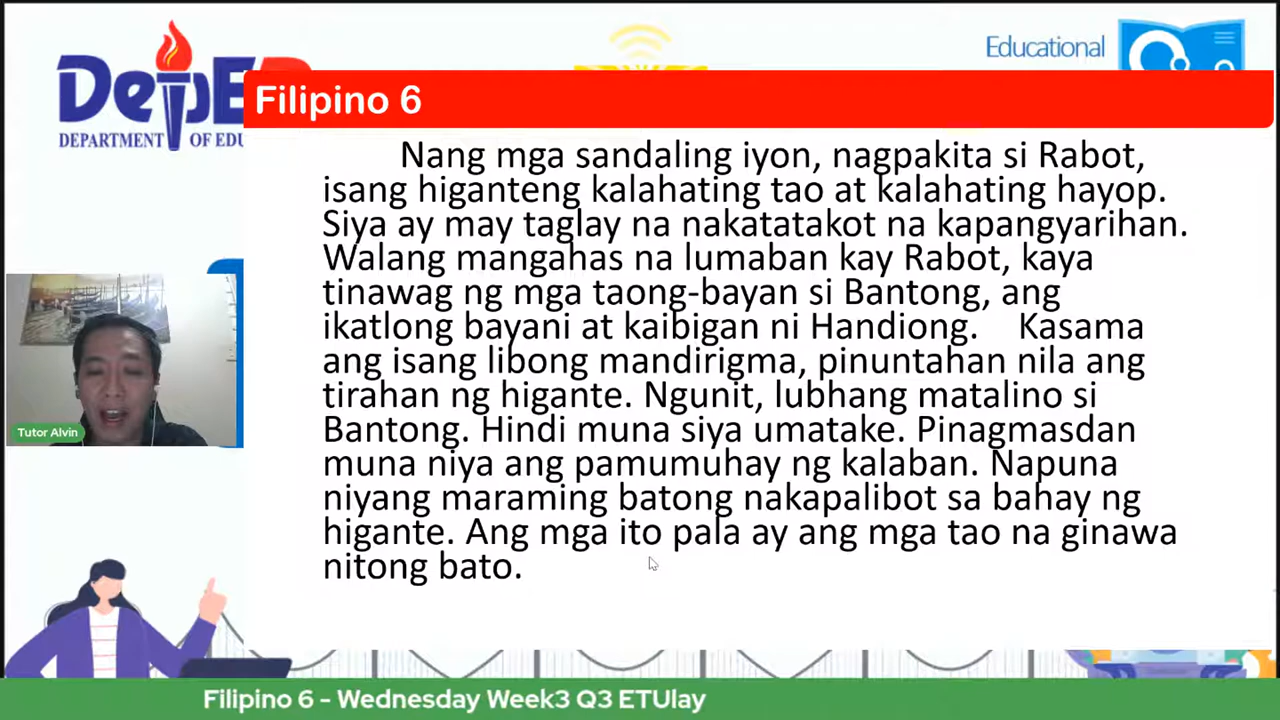 Educational
DepED
DEPARTMENT OF EDU
Filipino 6
Nang mga sandaling iyon, nagpakita si Rabot,
isang higanteng kalahating tao at kalahating hayop.
Siya ay may taglay na nakatatakot na kapangyarihan.
Walang mangahas na lumaban kay Rabot, kaya
tinawag ng mga taong-bayan si Bantong, ang
ikatlong bayani at kaibigan ni Handiong. Kasama
ang isang libong mandirigma, pinuntahan nila ang
tirahan ng higante. Ngunit, lubhang matalino si
Bantong. Hindi muna siya umatake. Pinagmasdan
muna niya ang pamumuhay ng kalaban. Napuna
niyang maraming batong nakapalibot sa bahay ng
higante. Ang mga ito pala ay ang mga tao na ginawa
nitong bato.
Tutor Alvin
Filipino 6 - Wednesday Week3 Q3 ETUlay